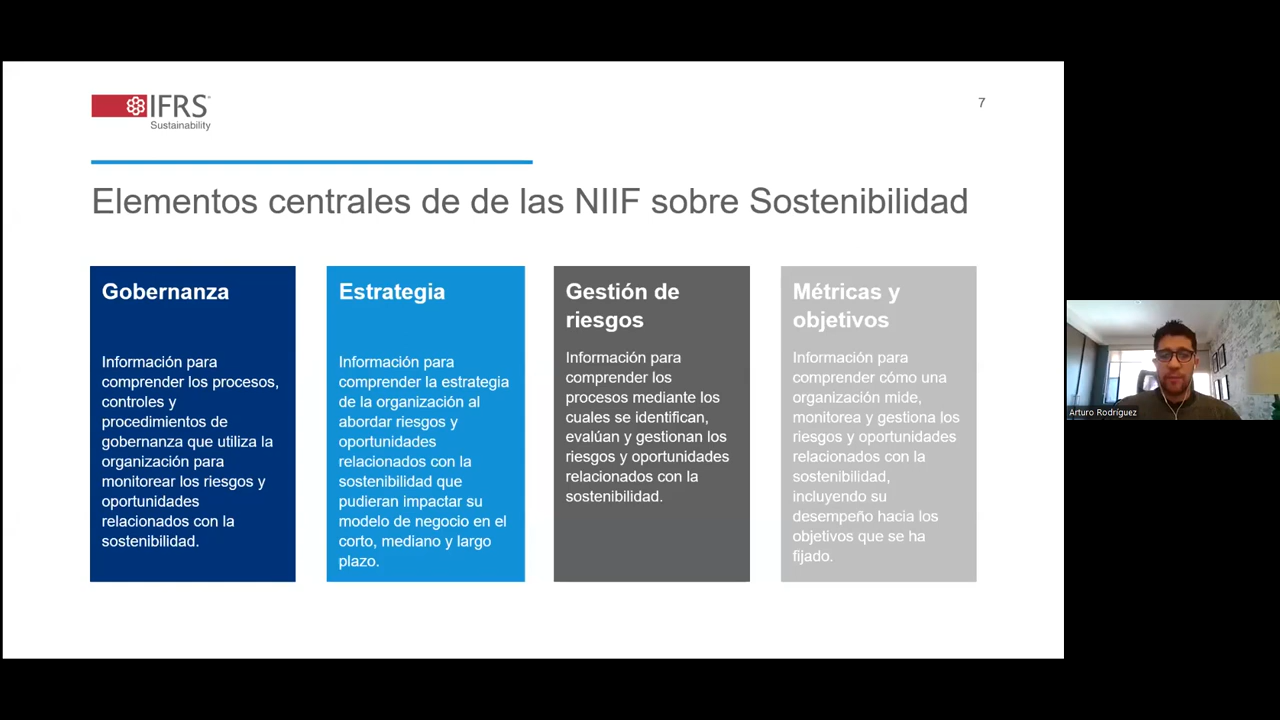 IFRS
Sustainability
7
Elementos centrales de de las NIIF sobre Sostenibilidad
Gobernanza
Información para
comprender los procesos,
controles y
procedimientos de
gobernanza que utiliza la
organización para
monitorear los riesgos y
oportunidades
relacionados con la
sostenibilidad.
Estrategia
Información para
comprender la estrategia
de la organización al
abordar riesgos y
oportunidades
relacionados con la
sostenibilidad que
pudieran impactar su
modelo de negocio en el
corto, mediano y largo
plazo.
Gestión de
riesgos
Información para
comprender los
procesos mediante los
cuales se identifican,
evalúan y gestionan los
riesgos y oportunidades
relacionados con la
sostenibilidad.
Métricas y
objetivos
Información para
comprender cómo una
organización mide,
monitorea y gestiona los
riesgos y oportunidades
relacionados con la
sostenibilidad,
incluyendo su
desempeño hacia los
objetivos que se ha
fijado.
Arturo Rodríguez